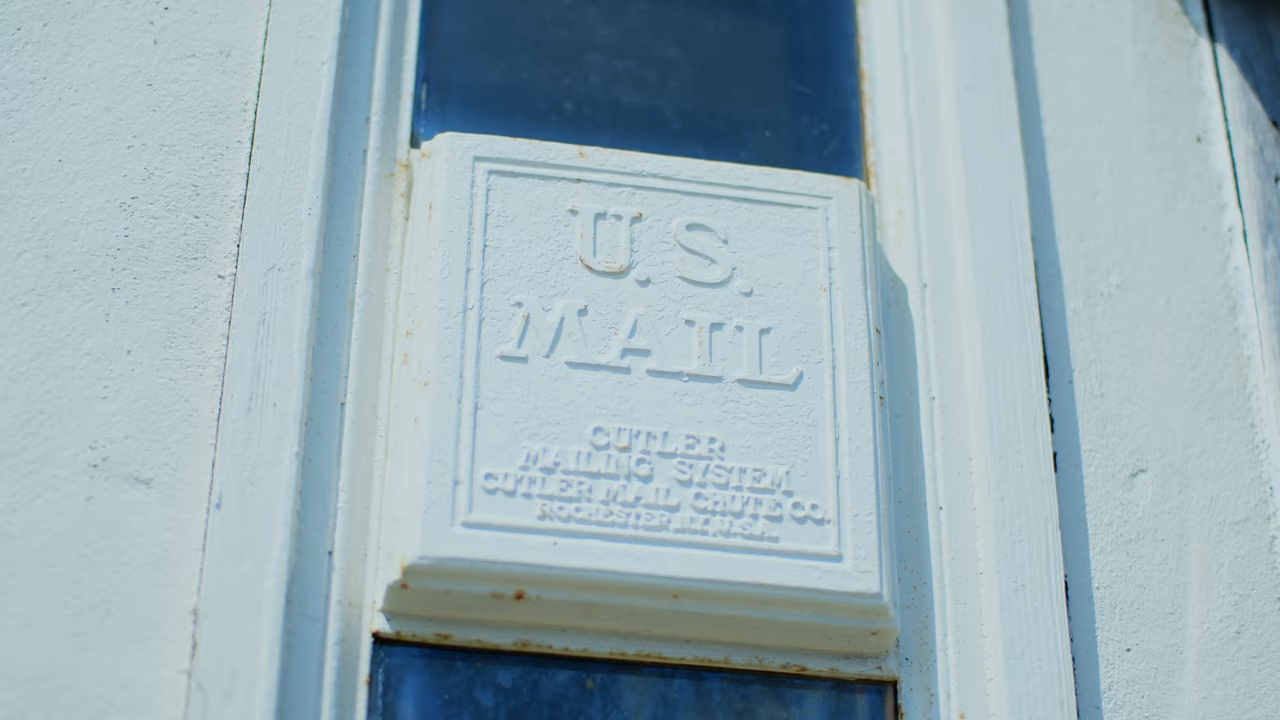 U.S.
MAIL
CUTLER
MAILING SYSTEM
CUTLER MAIL CHUTE CO.
ROCHESTER, N.Y., U.S.A.